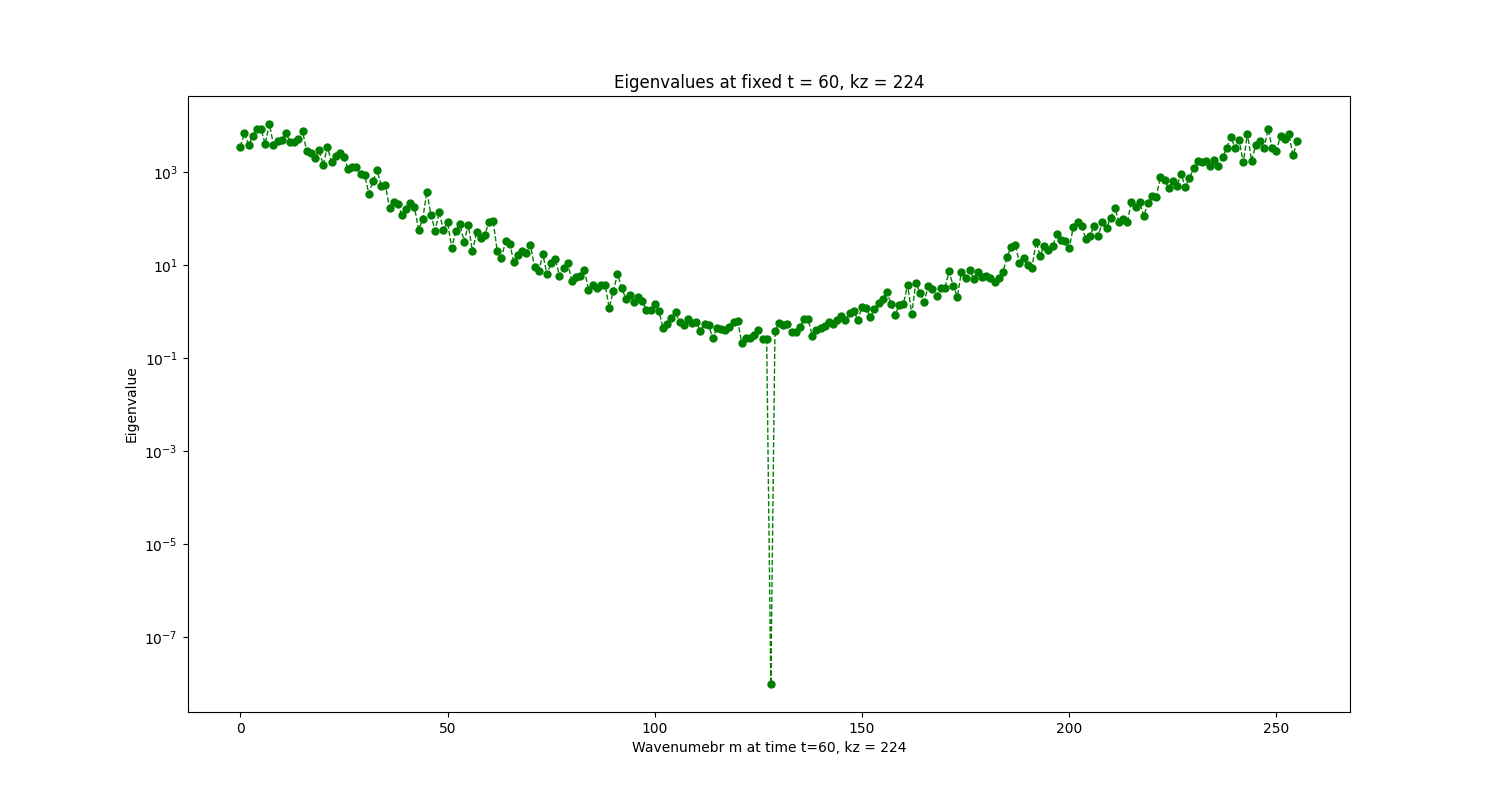 Eigenvalues at fixed t = 60, kz = 224
Eigenvalue
10³
10¹
10⁻¹
10⁻³
10⁻⁵
10⁻⁷
0 50 100 150 200 250
Wavenumebr m at time t=60, kz = 224